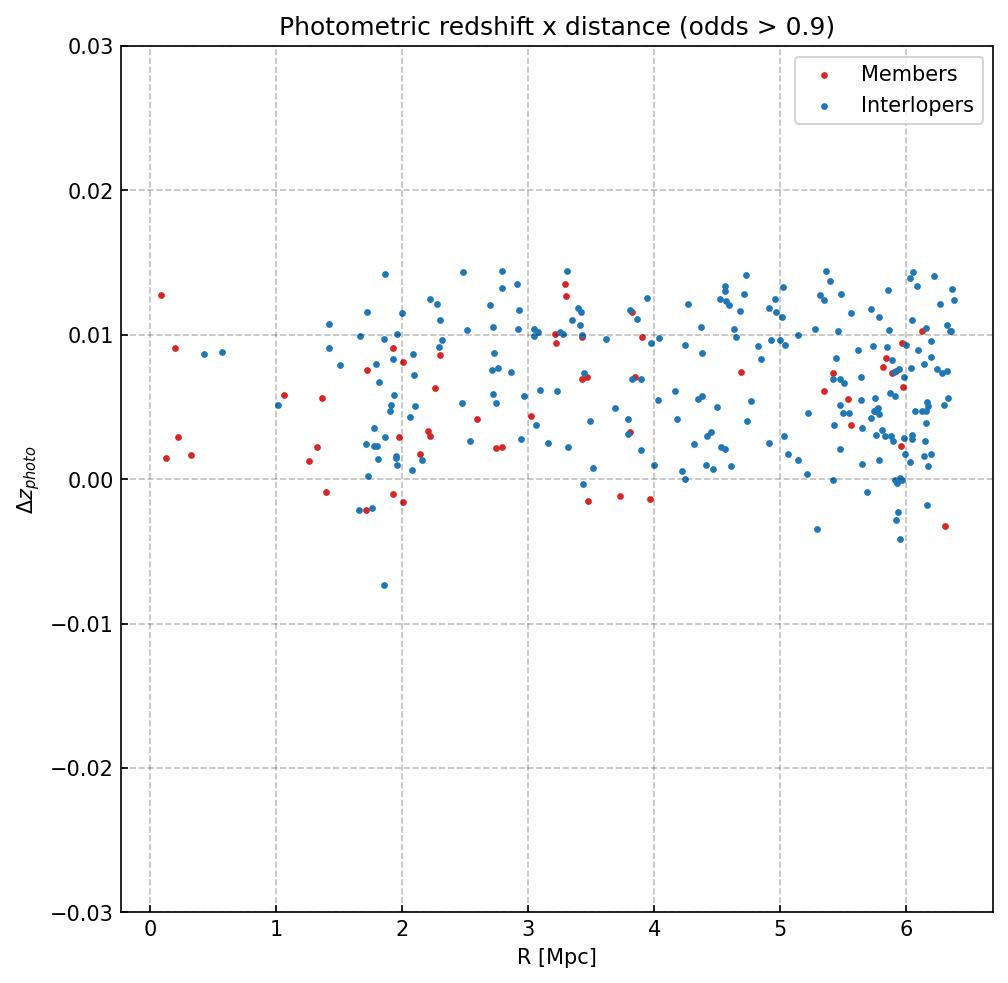 Photometric redshift x distance (odds > 0.9)
Members
Interlopers
0.03
0.02
0.01
0.00
−0.01
−0.02
−0.03
Δz_photo
0 1 2 3 4 5 6
R [Mpc]